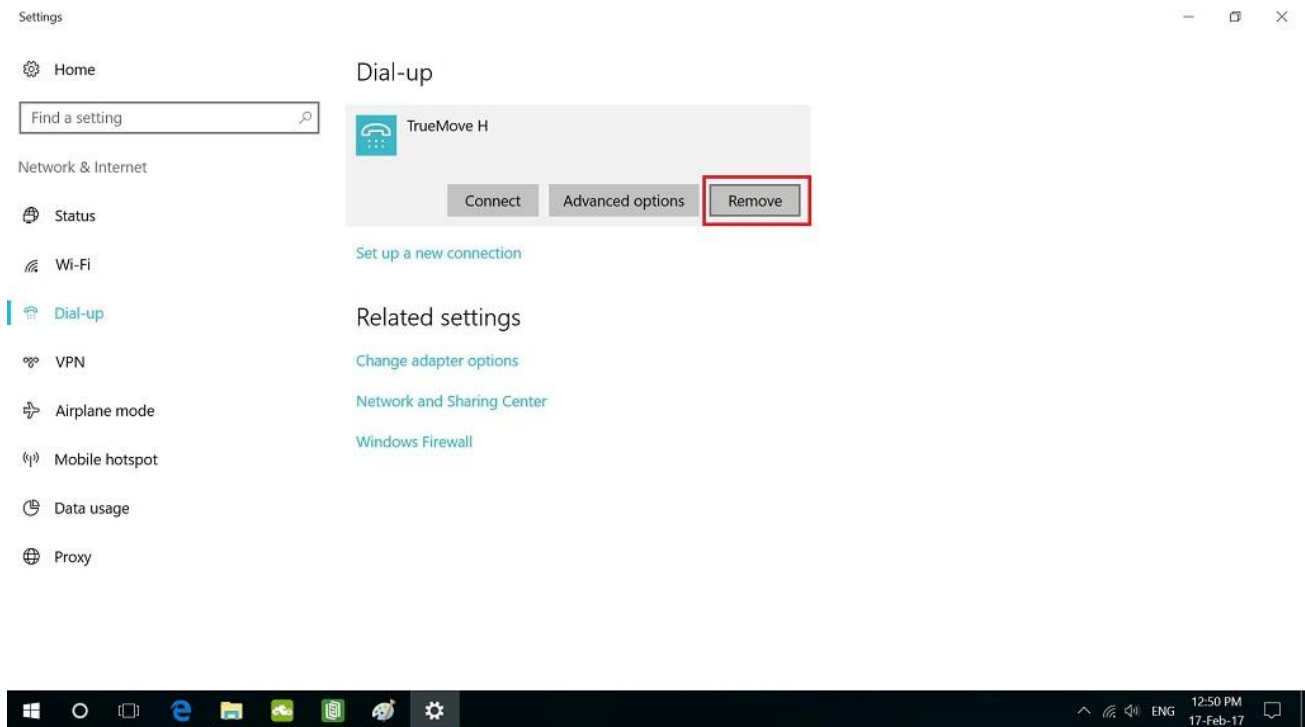 Settings
Home
Find a setting
Network & Internet
Status
Wi-Fi
Dial-up
VPN
Airplane mode
Mobile hotspot
Data usage
Proxy
Dial-up
TrueMove H
Connect Advanced options Remove
Set up a new connection
Related settings
Change adapter options
Network and Sharing Center
Windows Firewall
ENG
12:50 PM
17-Feb-17